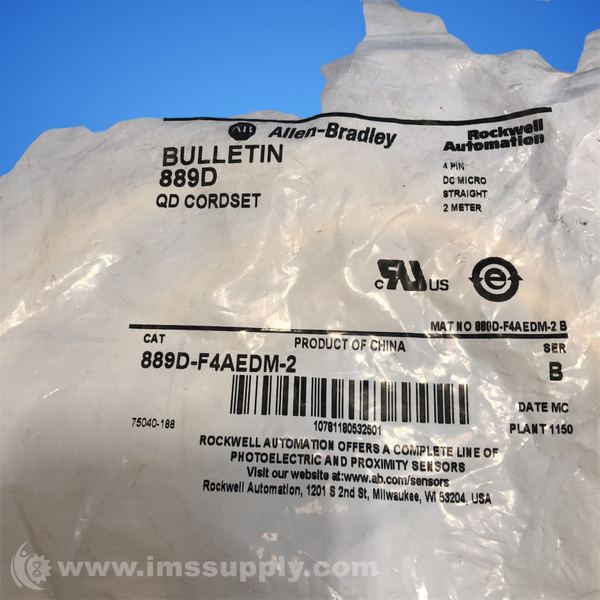 AB Allen-Bradley
Rockwell
Automation
BULLETIN
889D
QD CORDSET
4 PIN
DC MICRO
STRAIGHT
2 METER
c RU US e
MAT NO 889D-F4AEDM-2 B
CAT
PRODUCT OF CHINA
SER
889D-F4AEDM-2
B
10781180532501
DATE MC
75040-188
PLANT 1150
ROCKWELL AUTOMATION OFFERS A COMPLETE LINE OF
PHOTOELECTRIC AND PROXIMITY SENSORS
Visit our website at:www.ab.com/sensors
Rockwell Automation, 1201 S 2nd St, Milwaukee, WI 53204, USA
www.imssupply.com/